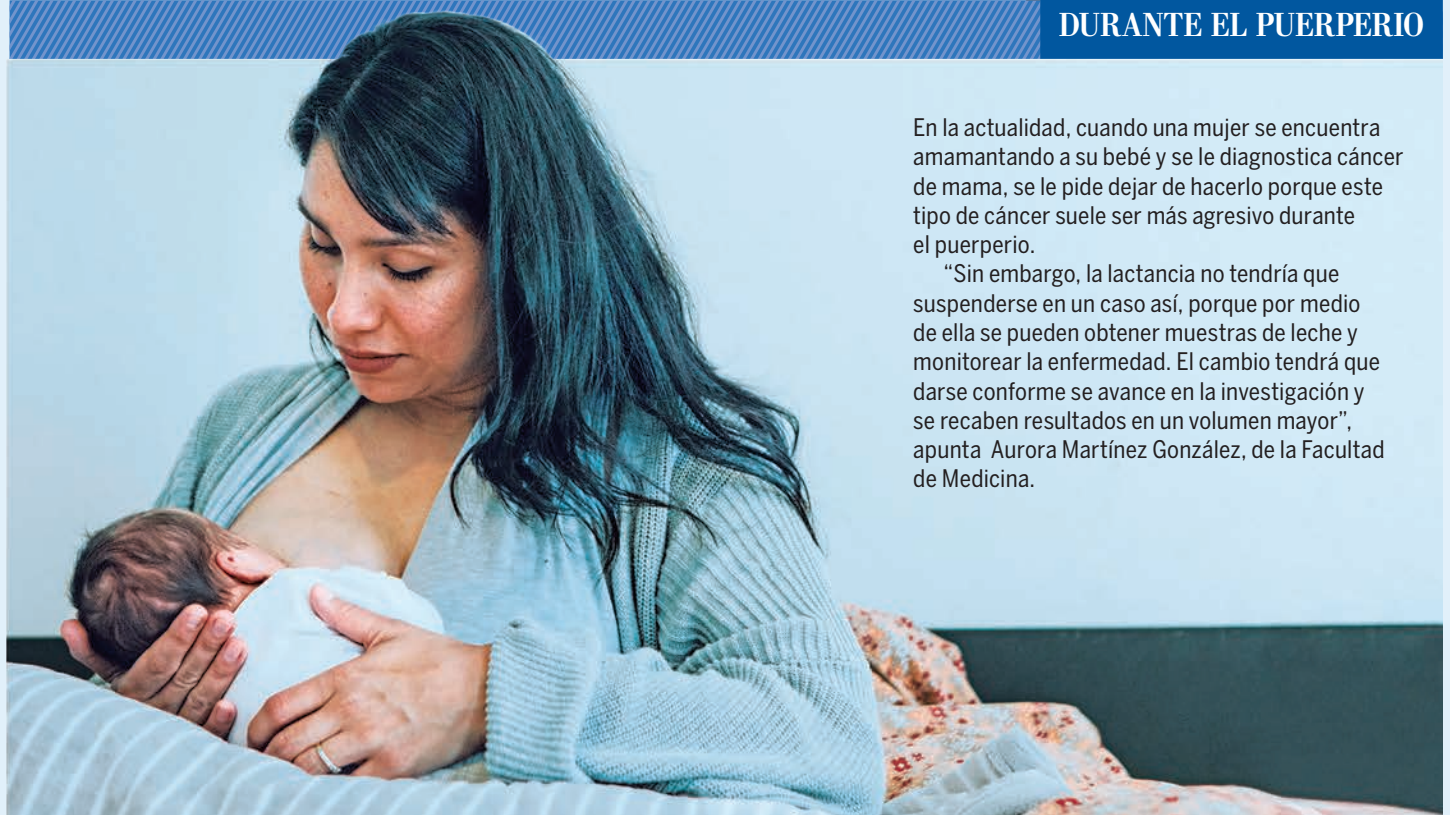 DURANTE EL PUERPERIO
En la actualidad, cuando una mujer se encuentra
amamantando a su bebé y se le diagnostica cáncer
de mama, se le pide dejar de hacerlo porque este
tipo de cáncer suele ser más agresivo durante
el puerperio.
“Sin embargo, la lactancia no tendría que
suspenderse en un caso así, porque por medio
de ella se pueden obtener muestras de leche y
monitorear la enfermedad. El cambio tendrá que
darse conforme se avance en la investigación y
se recaben resultados en un volumen mayor”,
apunta Aurora Martínez González, de la Facultad
de Medicina.